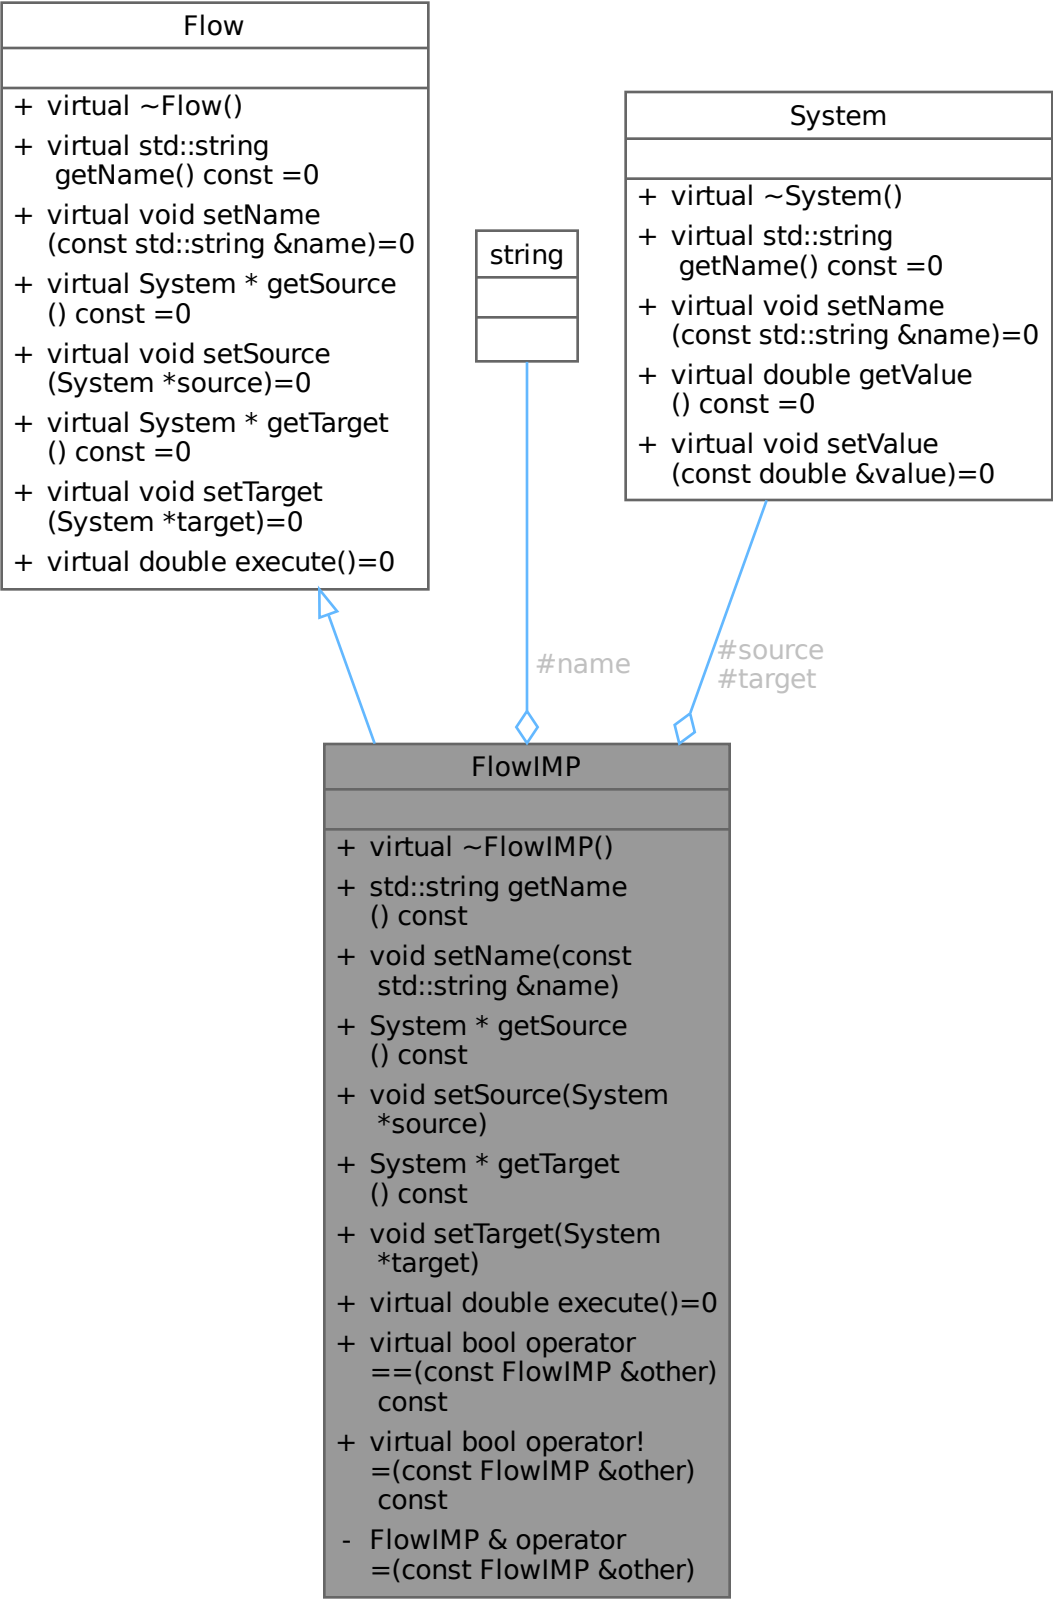 Flow
+ virtual ~Flow()
+ virtual std::string
getName() const =0
+ virtual void setName
(const std::string &name)=0
+ virtual System * getSource
() const =0
+ virtual void setSource
(System *source)=0
+ virtual System * getTarget
() const =0
+ virtual void setTarget
(System *target)=0
+ virtual double execute()=0
string
System
+ virtual ~System()
+ virtual std::string
getName() const =0
+ virtual void setName
(const std::string &name)=0
+ virtual double getValue
() const =0
+ virtual void setValue
(const double &value)=0
#name
#source
#target
FlowIMP
+ virtual ~FlowIMP()
+ std::string getName
() const
+ void setName(const
std::string &name)
+ System * getSource
() const
+ void setSource(System
*source)
+ System * getTarget
() const
+ void setTarget(System
*target)
+ virtual double execute()=0
+ virtual bool operator
==(const FlowIMP &other)
const
+ virtual bool operator!
=(const FlowIMP &other)
const
- FlowIMP & operator
=(const FlowIMP &other)